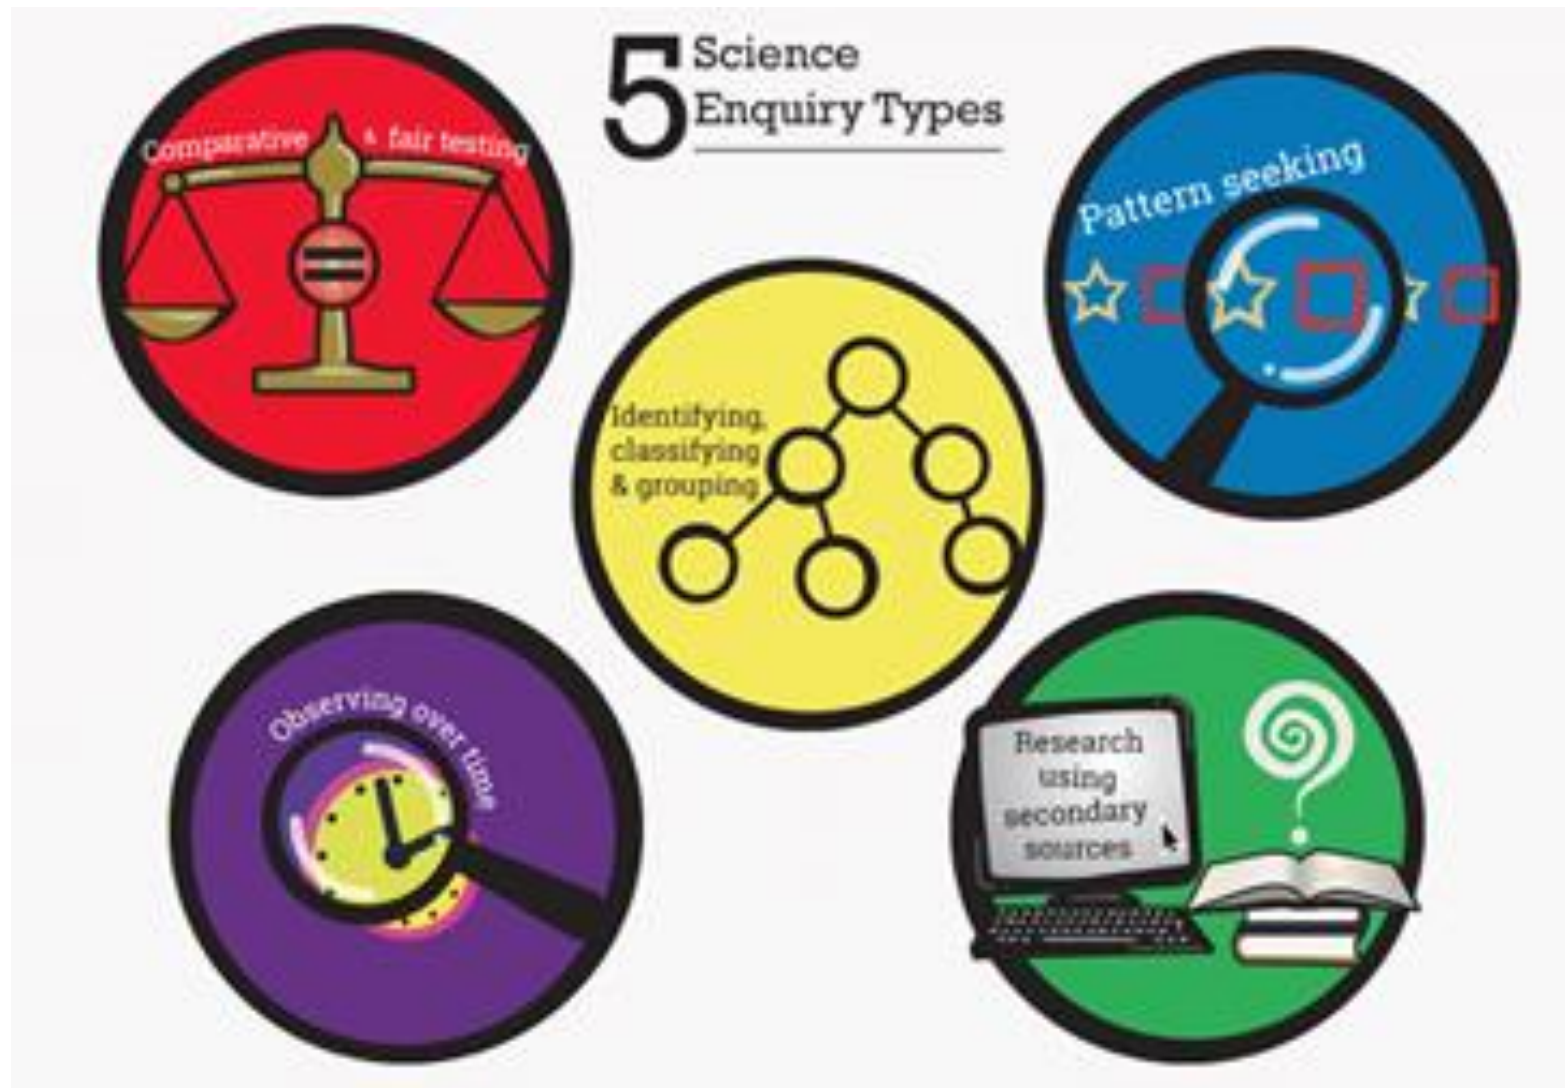 5 Science
Enquiry Types
Comparative & fair testing
Pattern seeking
Identifying,
classifying
& grouping
Observing over time
Research
using
secondary
sources